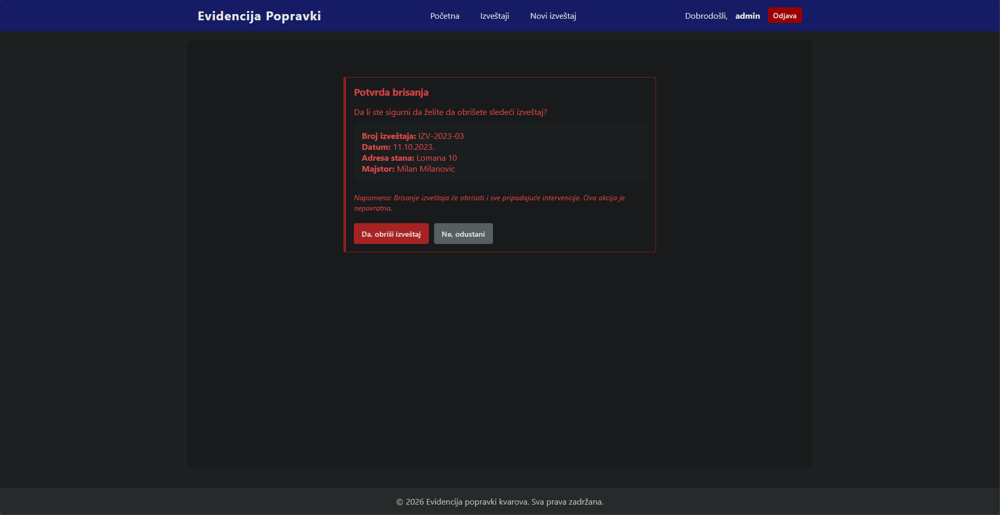 Evidencija Popravki
Početna
Izveštaji
Novi izveštaj
Dobrodošli, admin
Odjava
Potvrda brisanja
Da li ste sigurni da želite da obrišete sledeći izveštaj?
Broj izveštaja: IZV-2023-03
Datum: 11.10.2023.
Adresa stana: Lomana 10
Majstor: Milan Milanovic
Napomena: Brisanje izveštaja će obrisati i sve pripadajuće intervencije. Ova akcija je
nepovratna.
Da, obriši izveštaj
Ne, odustani
© 2026 Evidencija popravki kvarova. Sva prava zadržana.